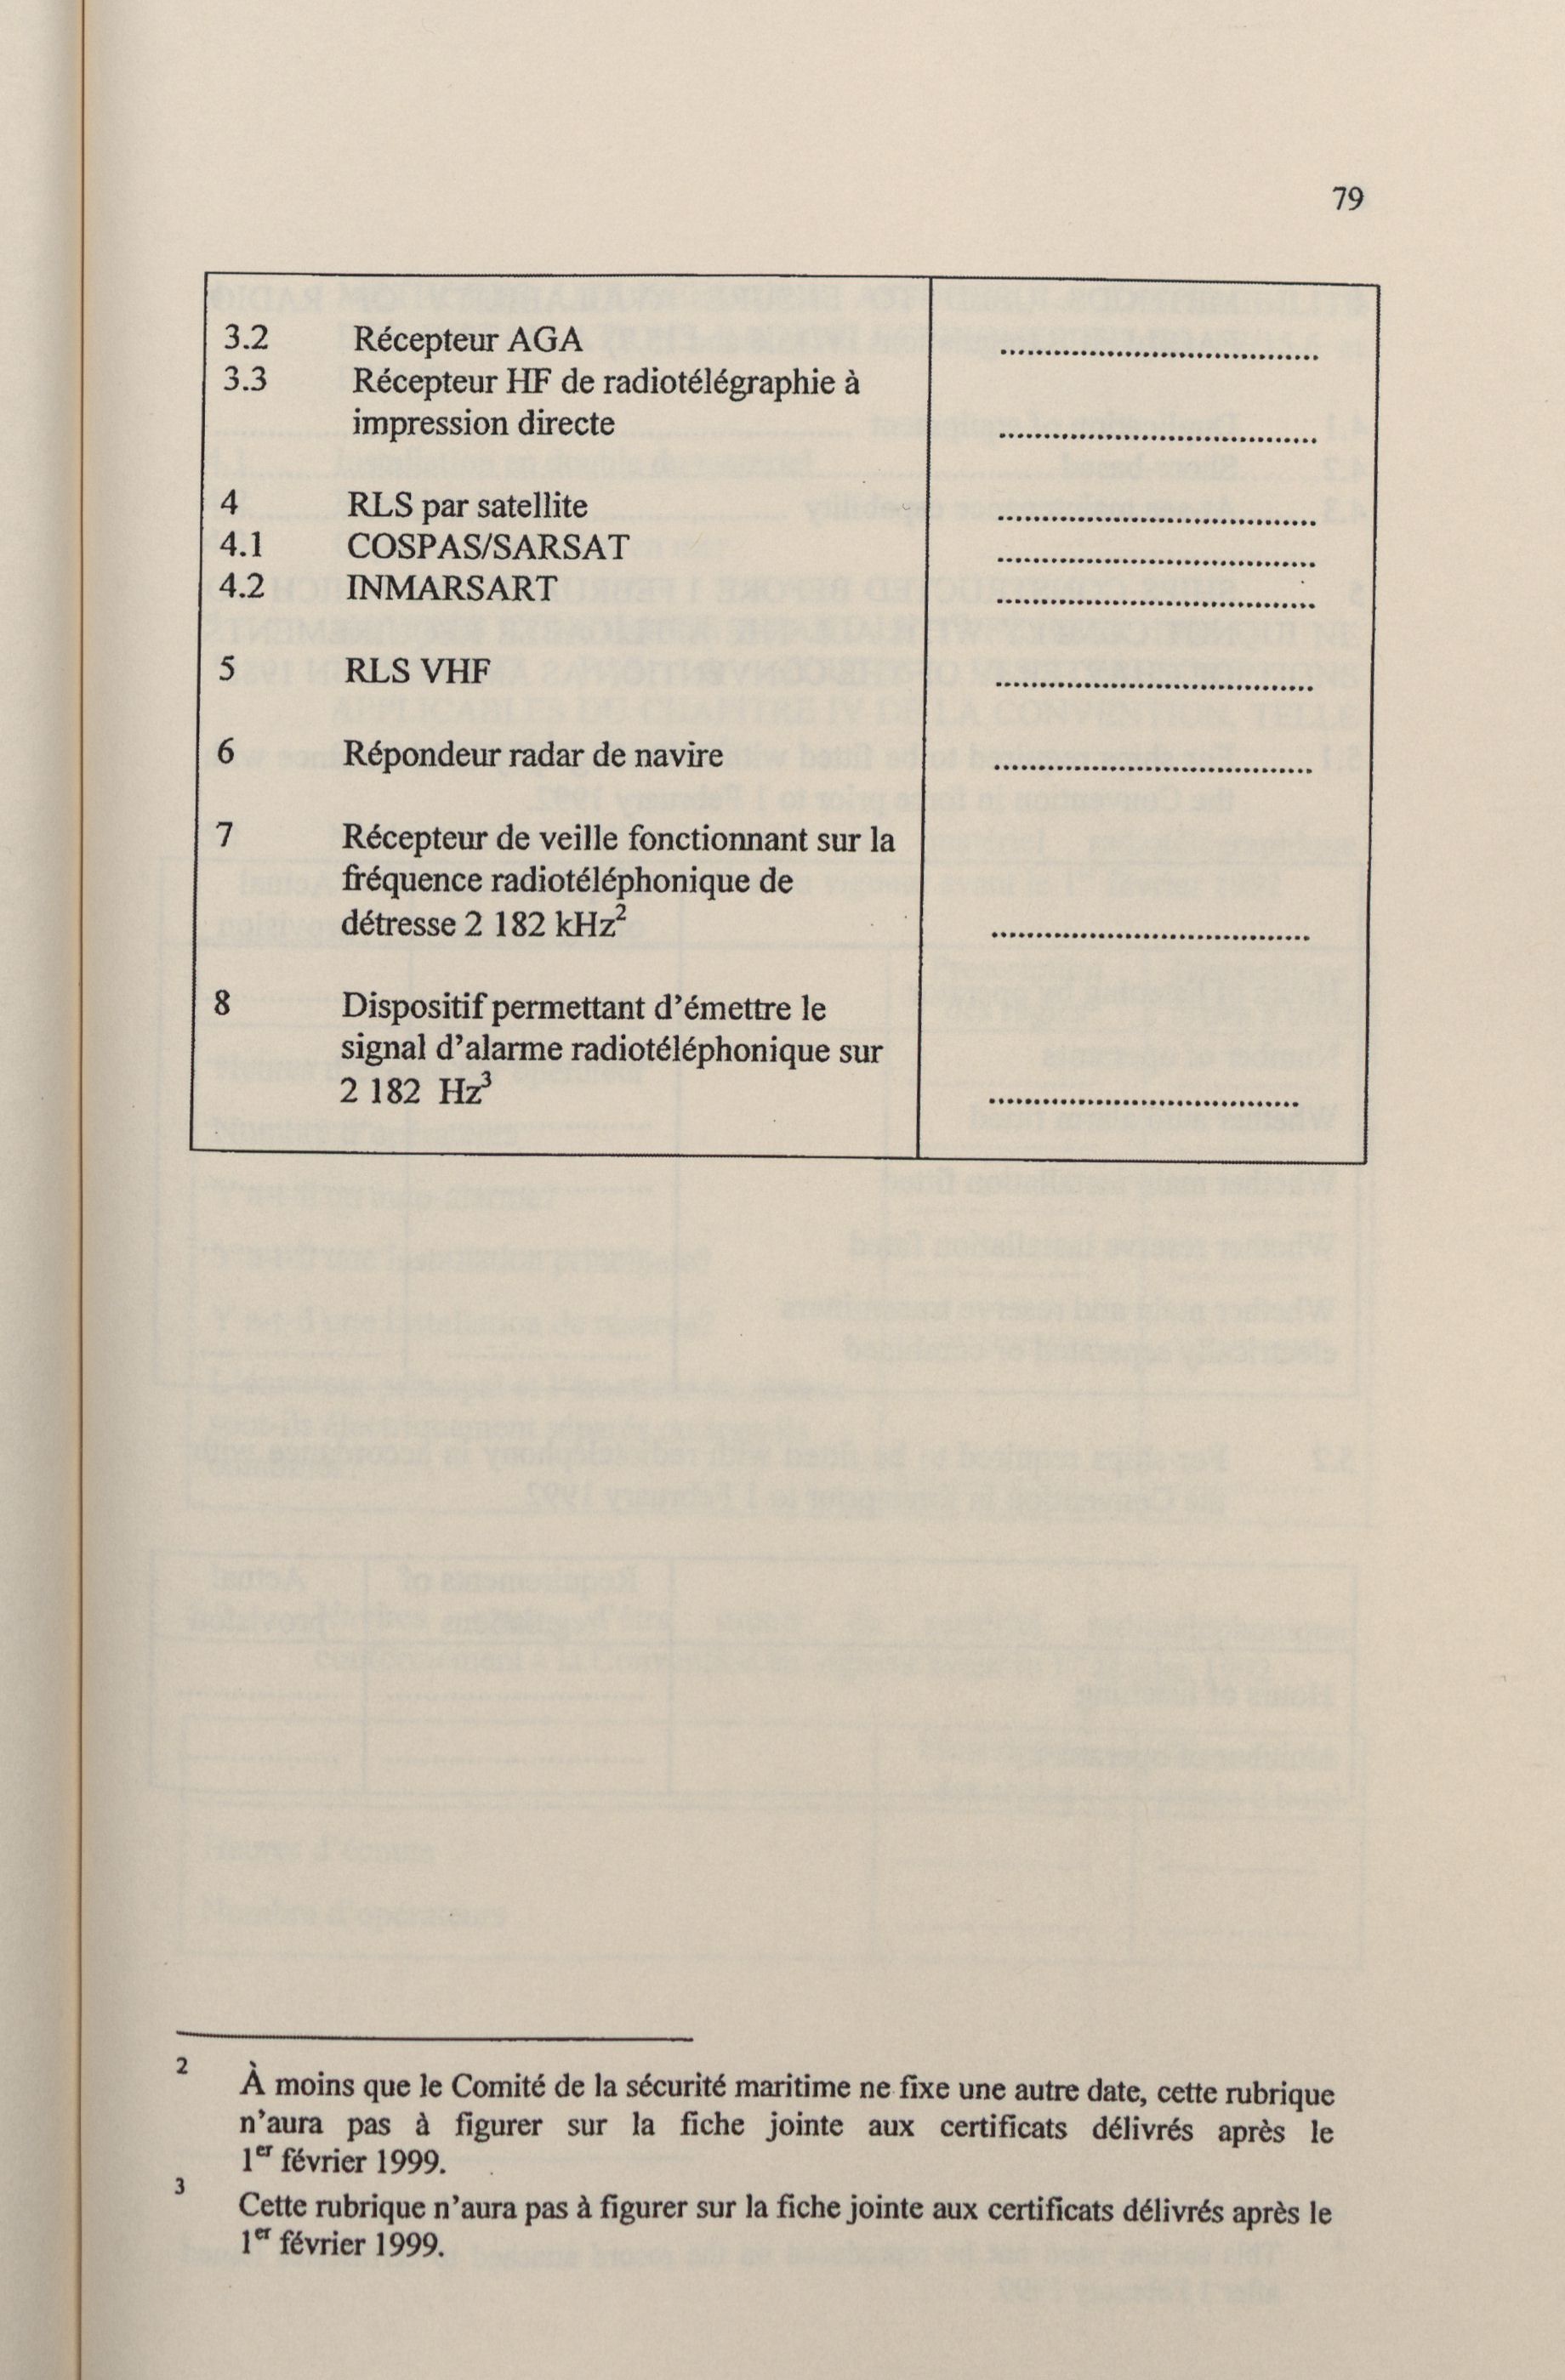 79
3.2 Récepteur AGA ....................................
3.3 Récepteur HF de radiotélégraphie à
impression directe ....................................
4 RLS par satellite ....................................
4.1 COSPAS/SARSAT ....................................
4.2 INMARSART ....................................
5 RLS VHF ....................................
6 Répondeur radar de navire ....................................
7 Récepteur de veille fonctionnant sur la
fréquence radiotéléphonique de
détresse 2 182 kHz² ....................................
8 Dispositif permettant d'émettre le
signal d'alarme radiotéléphonique sur
2 182 Hz³ ....................................
2 À moins que le Comité de la sécurité maritime ne fixe une autre date, cette rubrique
n'aura pas à figurer sur la fiche jointe aux certificats délivrés après le
1er février 1999.
3 Cette rubrique n'aura pas à figurer sur la fiche jointe aux certificats délivrés après le
1er février 1999.